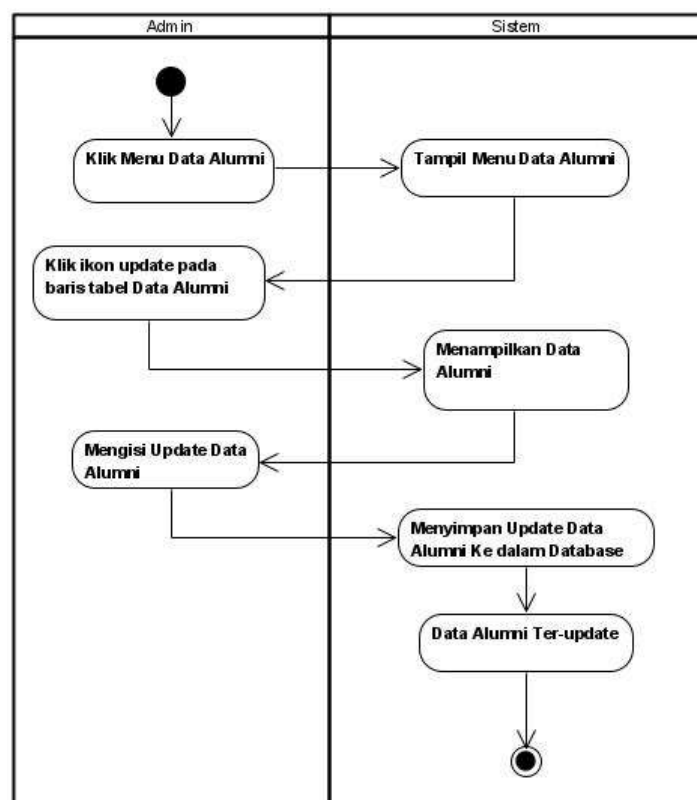 Admin
Sistem
Klik Menu Data Alumni
Tampil Menu Data Alumni
Klik ikon update pada
baris tabel Data Alumni
Menampilkan Data
Alumni
Mengisi Update Data
Alumni
Menyimpan Update Data
Alumni Ke dalam Database
Data Alumni Ter-update